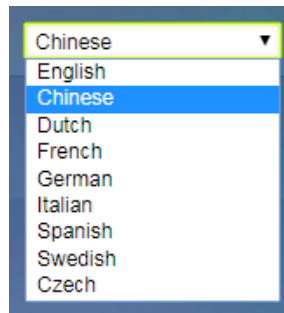 Chinese
English
Chinese
Dutch
French
German
Italian
Spanish
Swedish
Czech